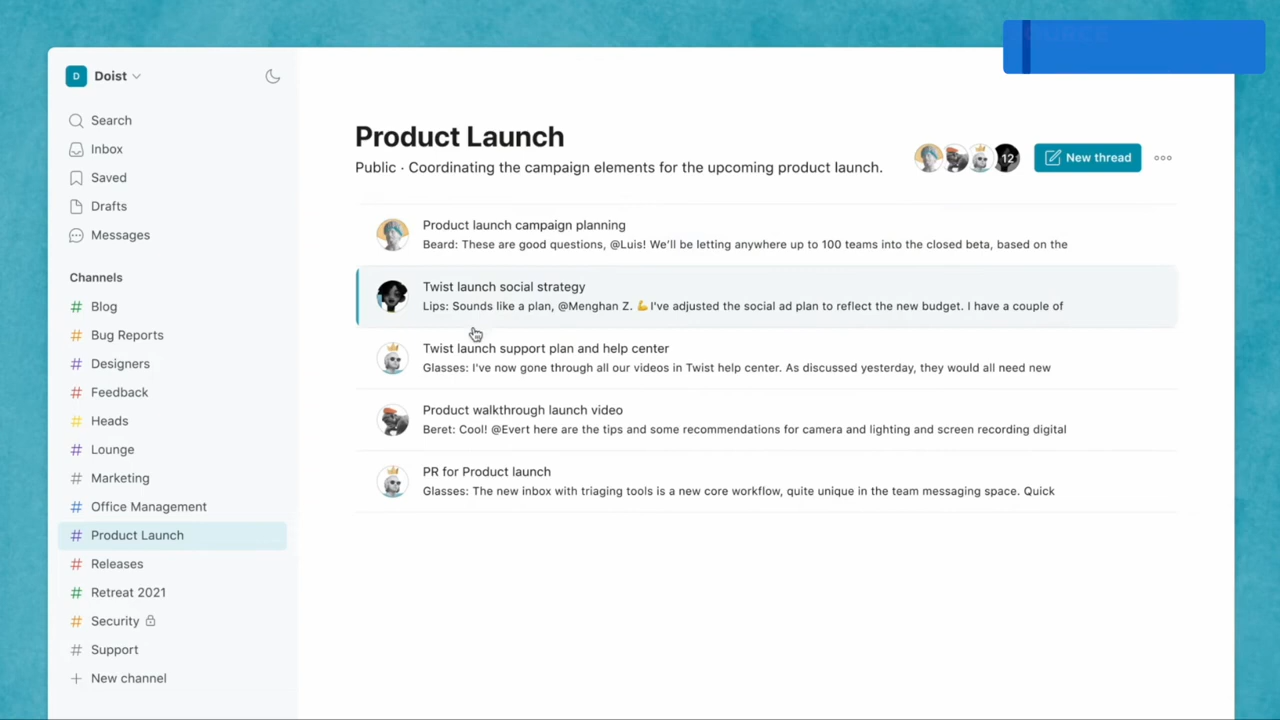 D Doist
Search
Inbox
Saved
Drafts
Messages
Channels
# Blog
# Bug Reports
# Designers
# Feedback
# Heads
# Lounge
# Marketing
# Office Management
# Product Launch
# Releases
# Retreat 2021
# Security
# Support
+ New channel
Product Launch
Public · Coordinating the campaign elements for the upcoming product launch.
12
New thread
Product launch campaign planning
Beard: These are good questions, @Luis! We'll be letting anywhere up to 100 teams into the closed beta, based on the
Twist launch social strategy
Lips: Sounds like a plan, @Menghan Z. 💪 I've adjusted the social ad plan to reflect the new budget. I have a couple of
Twist launch support plan and help center
Glasses: I've now gone through all our videos in Twist help center. As discussed yesterday, they would all need new
Product walkthrough launch video
Beret: Cool! @Evert here are the tips and some recommendations for camera and lighting and screen recording digital
PR for Product launch
Glasses: The new inbox with triaging tools is a new core workflow, quite unique in the team messaging space. Quick